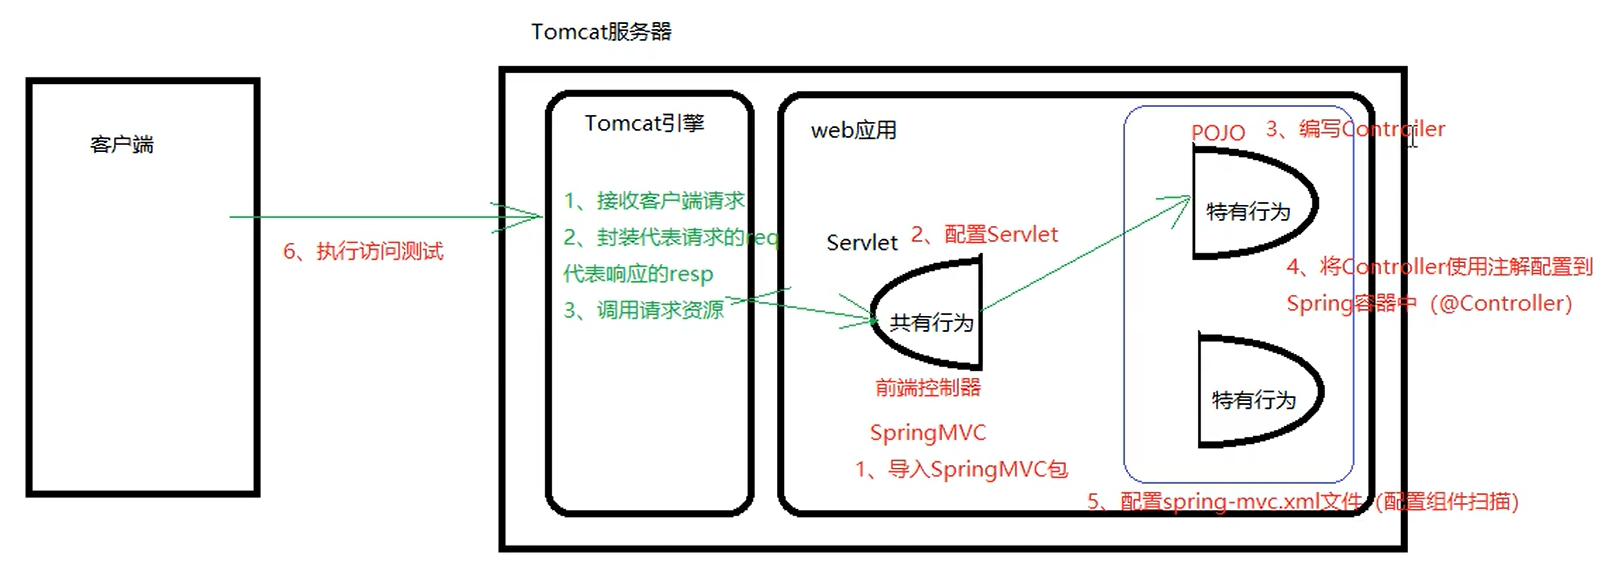 Tomcat服务器
客户端
Tomcat引擎
1、接收客户端请求
2、封装代表请求的req
代表响应的resp
3、调用请求资源
6、执行访问测试
web应用
Servlet
2、配置Servlet
共有行为
前端控制器
SpringMVC
1、导入SpringMVC包
POJO
3、编写Controiler
特有行为
4、将Controller使用注解配置到
Spring容器中（@Controller）
特有行为
5、配置spring-mvc.xml文件（配置组件扫描）